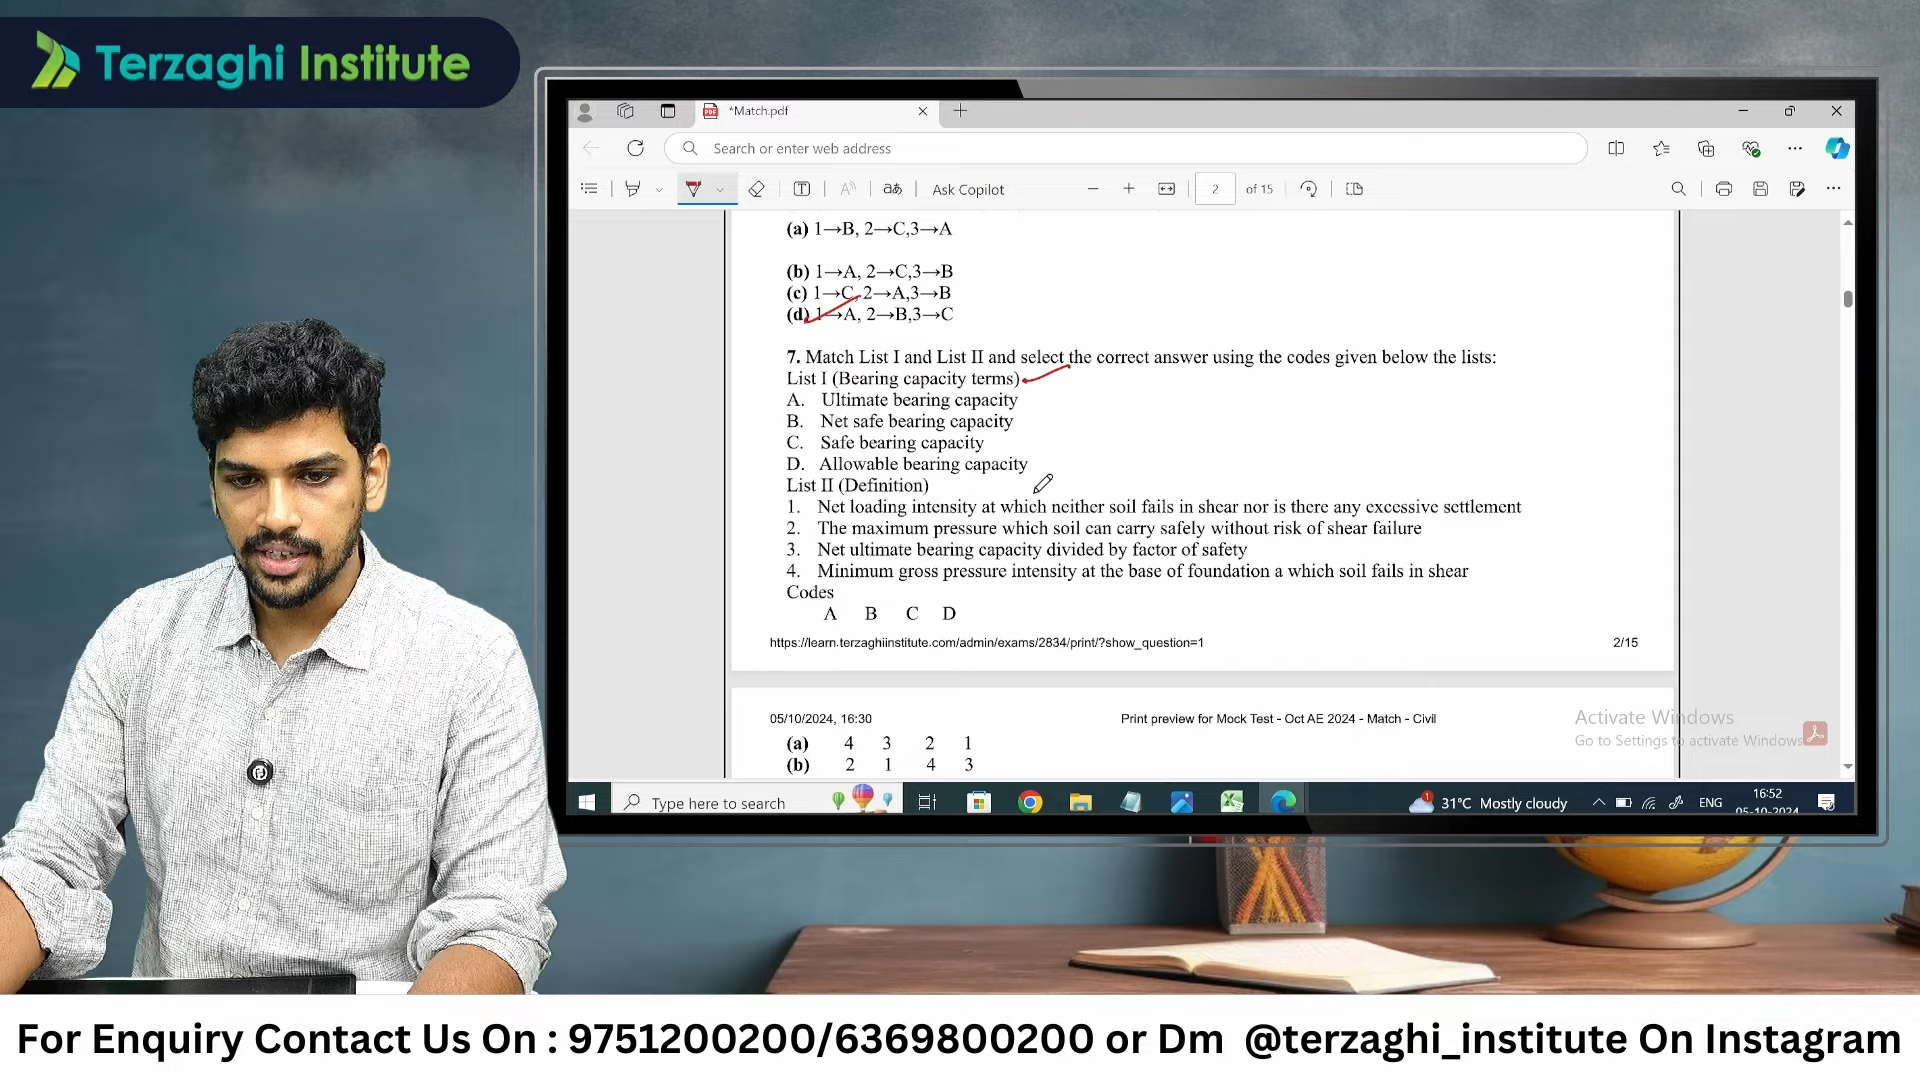 Terzaghi Institute
*Match.pdf
Search or enter web address
Ask Copilot
2
of 15
(a) 1→B, 2→C,3→A
(b) 1→A, 2→C,3→B
(c) 1→C, 2→A,3→B
(d) 1→A, 2→B,3→C
7. Match List I and List II and select the correct answer using the codes given below the lists:
List I (Bearing capacity terms)
A. Ultimate bearing capacity
B. Net safe bearing capacity
C. Safe bearing capacity
D. Allowable bearing capacity
List II (Definition)
1. Net loading intensity at which neither soil fails in shear nor is there any excessive settlement
2. The maximum pressure which soil can carry safely without risk of shear failure
3. Net ultimate bearing capacity divided by factor of safety
4. Minimum gross pressure intensity at the base of foundation a which soil fails in shear
Codes
A B C D
https://learn.terzaghiinstitute.com/admin/exams/2834/print/?show_question=1
2/15
05/10/2024, 16:30
Print preview for Mock Test - Oct AE 2024 - Match - Civil
(a) 4 3 2 1
(b) 2 1 4 3
Activate Windows
Go to Settings to activate Windows.
Type here to search
31°C Mostly cloudy
ENG
16:52
05-10-2024
For Enquiry Contact Us On : 9751200200/6369800200 or Dm @terzaghi_institute On Instagram